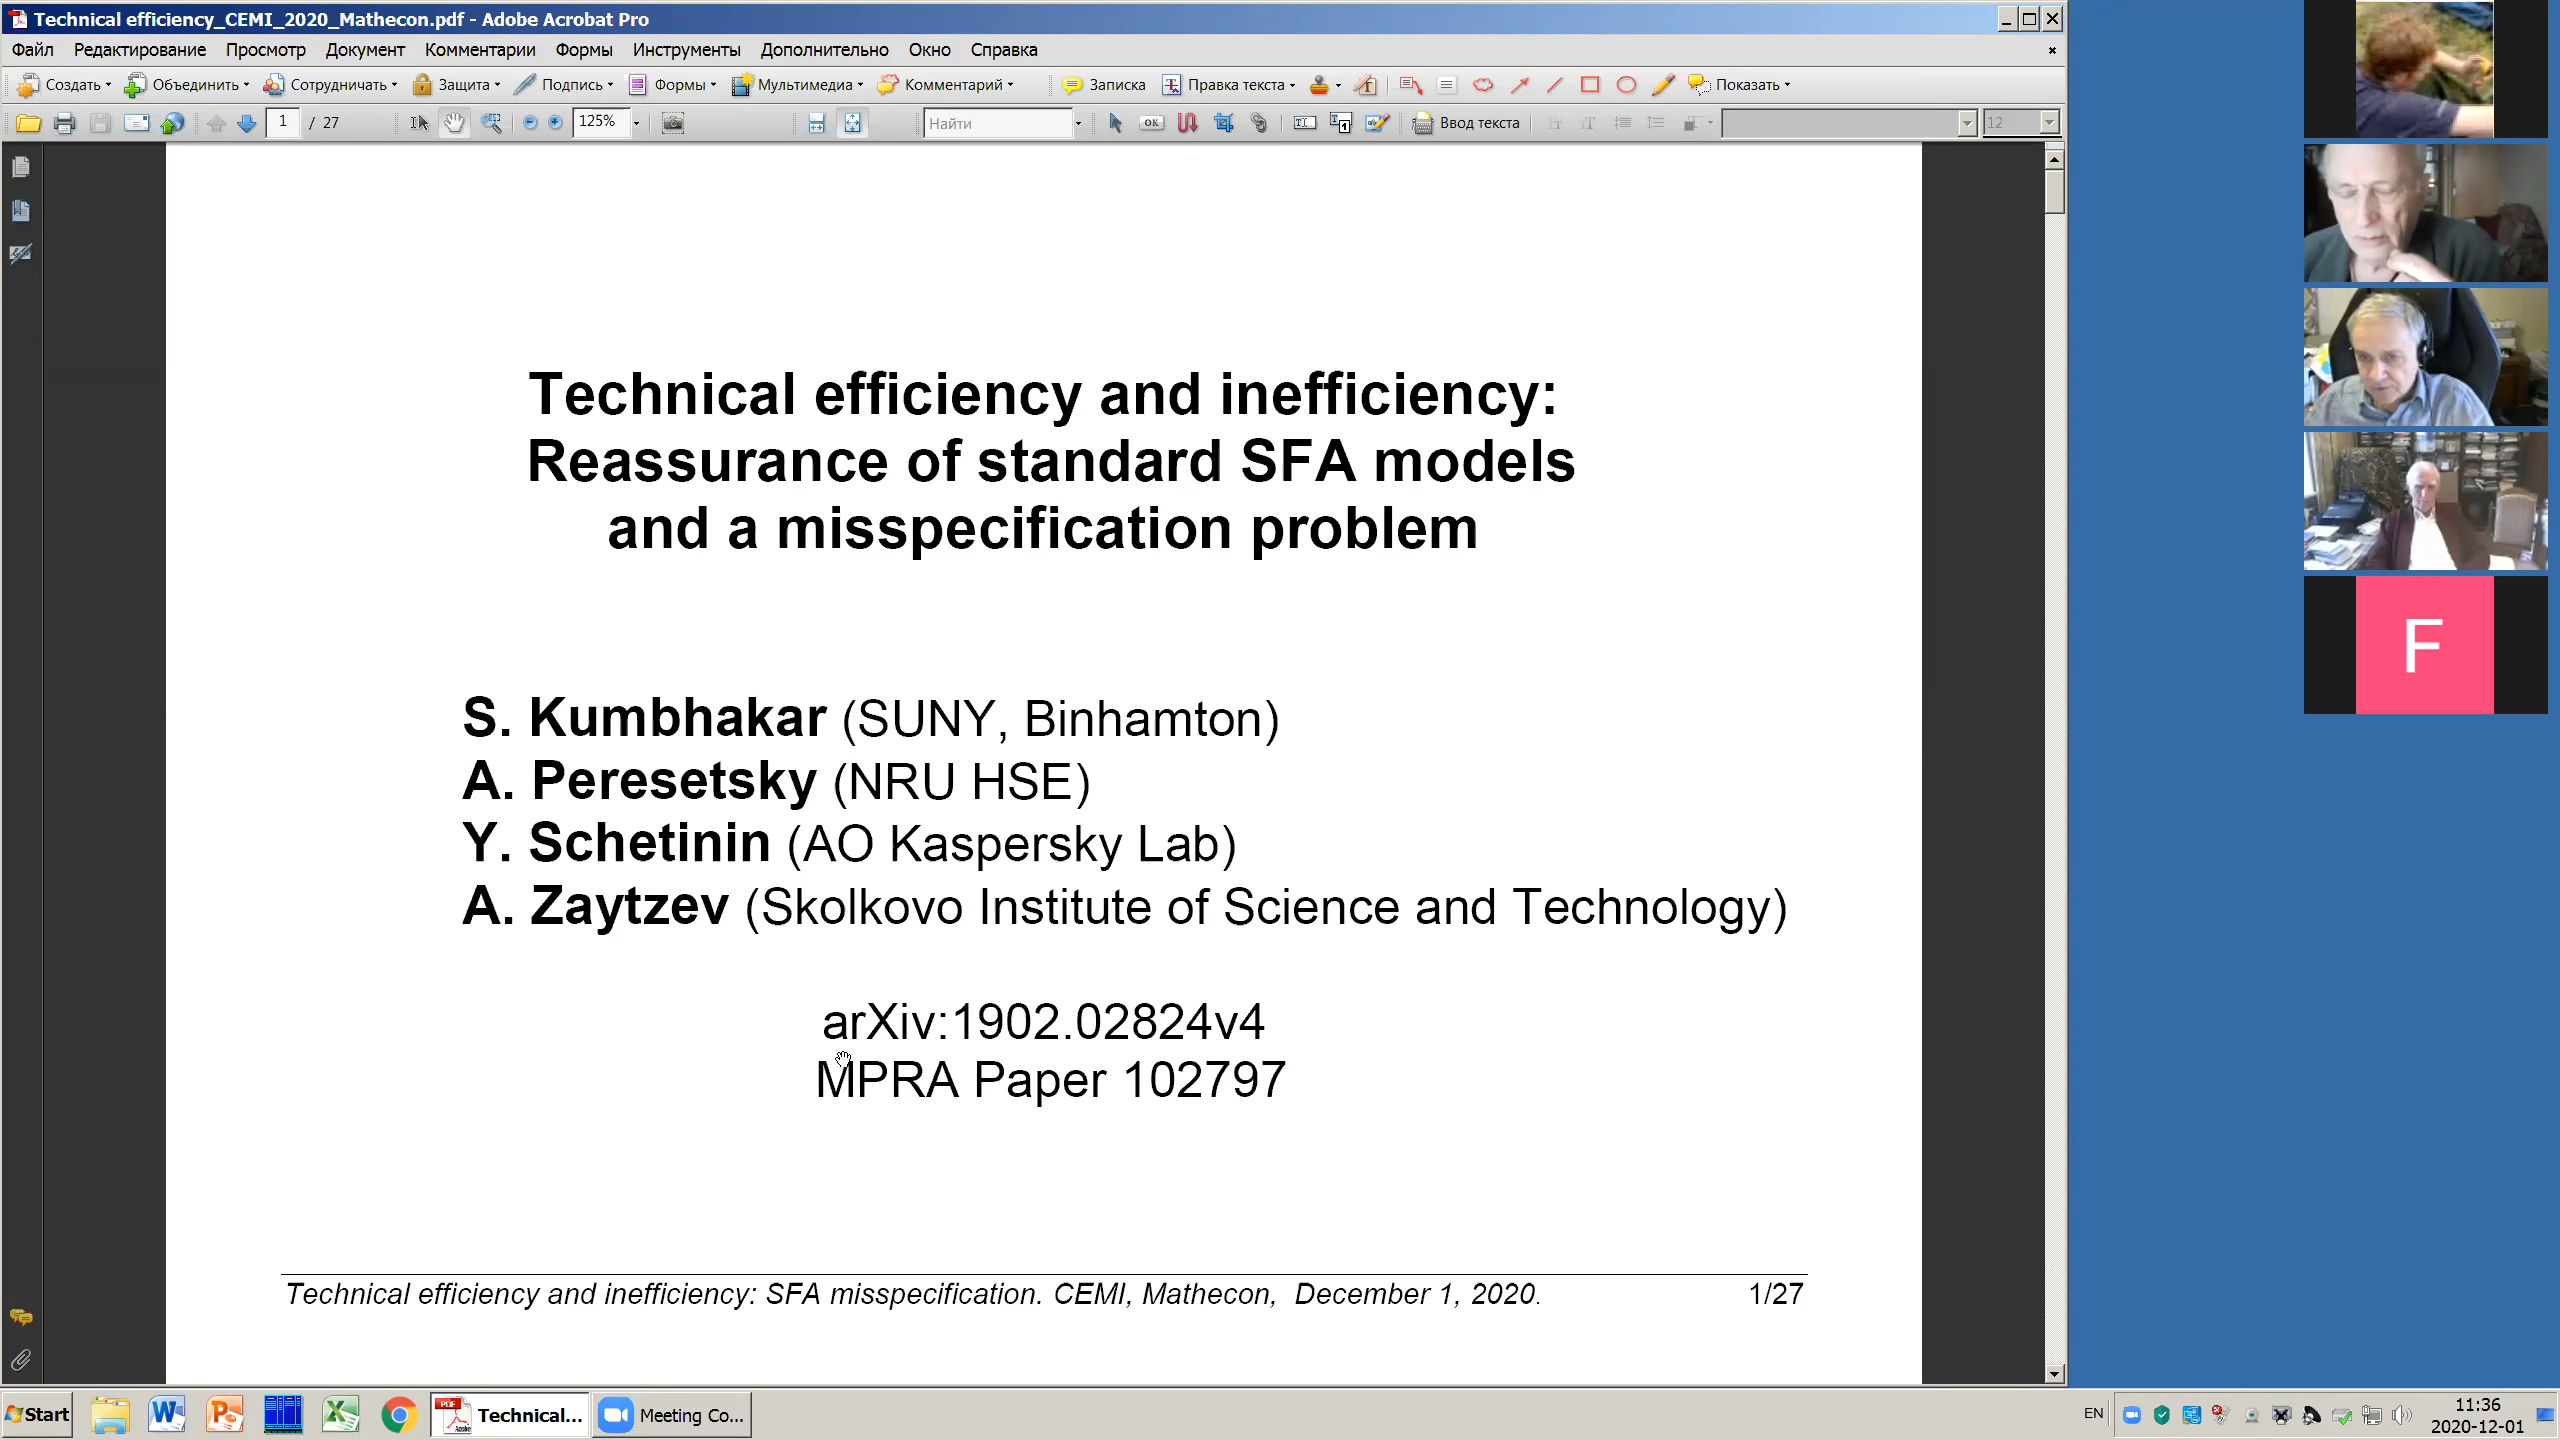 Technical efficiency_CEMI_2020_Mathecon.pdf - Adobe Acrobat Pro
Файл Редактирование Просмотр Документ Комментарии Формы Инструменты Дополнительно Окно Справка
Создать Объединить Сотрудничать Защита Подпись Формы Мультимедиа Комментарий Записка Правка текста Показать
1 / 27 125% Найти OK Ввод текста 12
Technical efficiency and inefficiency:
Reassurance of standard SFA models
and a misspecification problem
S. Kumbhakar (SUNY, Binhamton)
A. Peresetsky (NRU HSE)
Y. Schetinin (AO Kaspersky Lab)
A. Zaytzev (Skolkovo Institute of Science and Technology)
arXiv:1902.02824v4
MPRA Paper 102797
Technical efficiency and inefficiency: SFA misspecification. CEMI, Mathecon, December 1, 2020. 1/27
F
Start Technical... Meeting Co... EN 11:36
2020-12-01